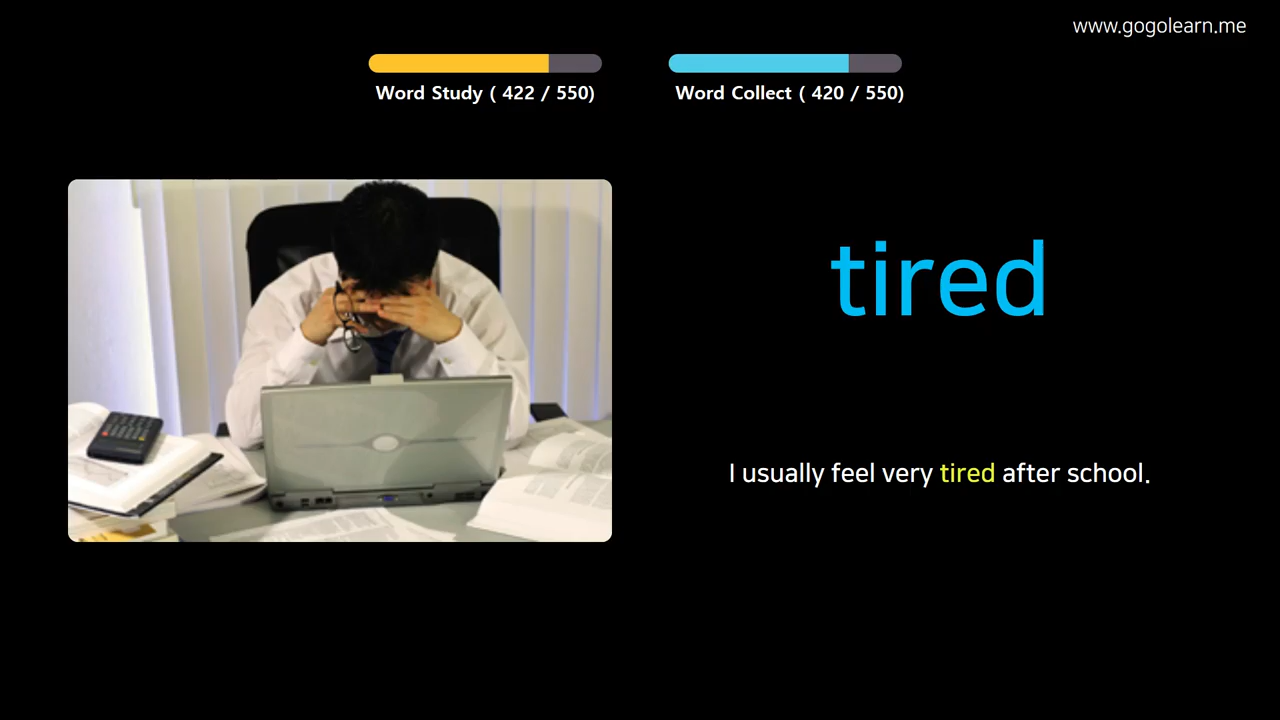 www.gogolearn.me
Word Study ( 422 / 550)
Word Collect ( 420 / 550)
tired
I usually feel very tired after school.